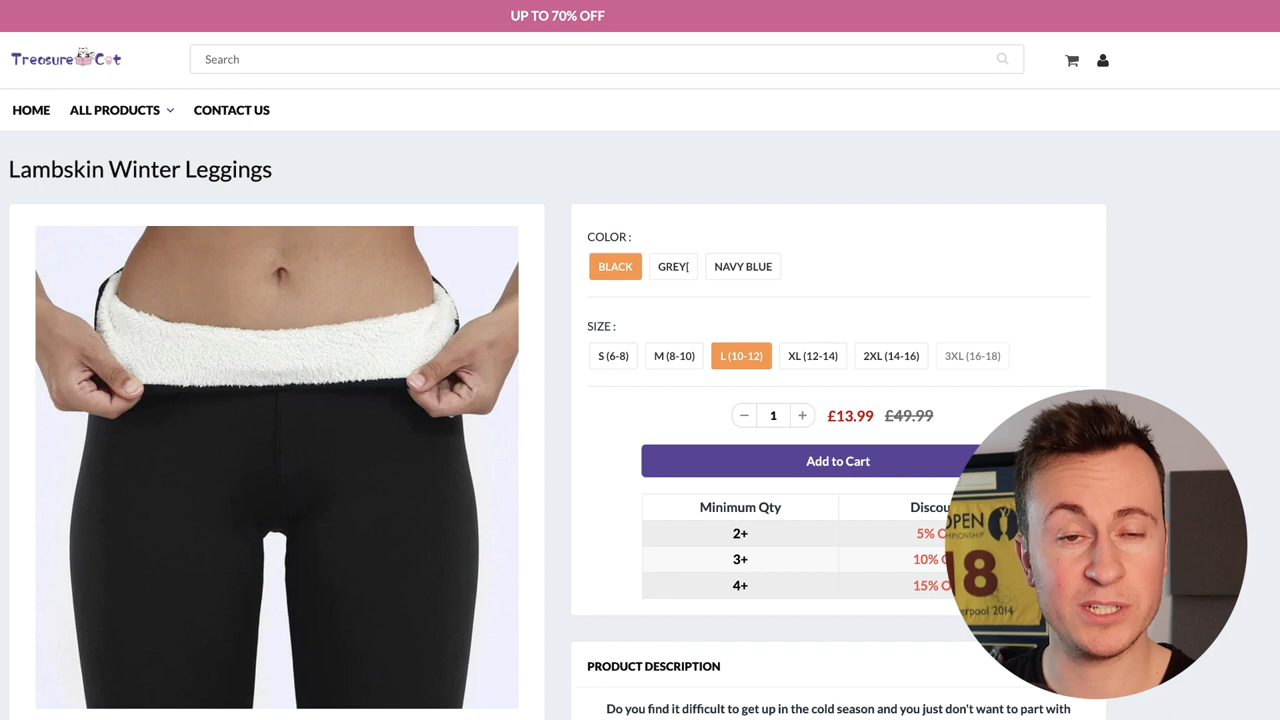 UP TO 70% OFF
Treasure Cat
Search
HOME ALL PRODUCTS CONTACT US
Lambskin Winter Leggings
COLOR :
BLACK GREY[ NAVY BLUE
SIZE :
S (6-8) M (8-10) L (10-12) XL (12-14) 2XL (14-16) 3XL (16-18)
1 £13.99 £49.99
Add to Cart
Minimum Qty
2+ 5%
3+ 10%
4+ 15%
OPEN
18
2014
PRODUCT DESCRIPTION
Do you find it difficult to get up in the cold season and you just don't want to part with